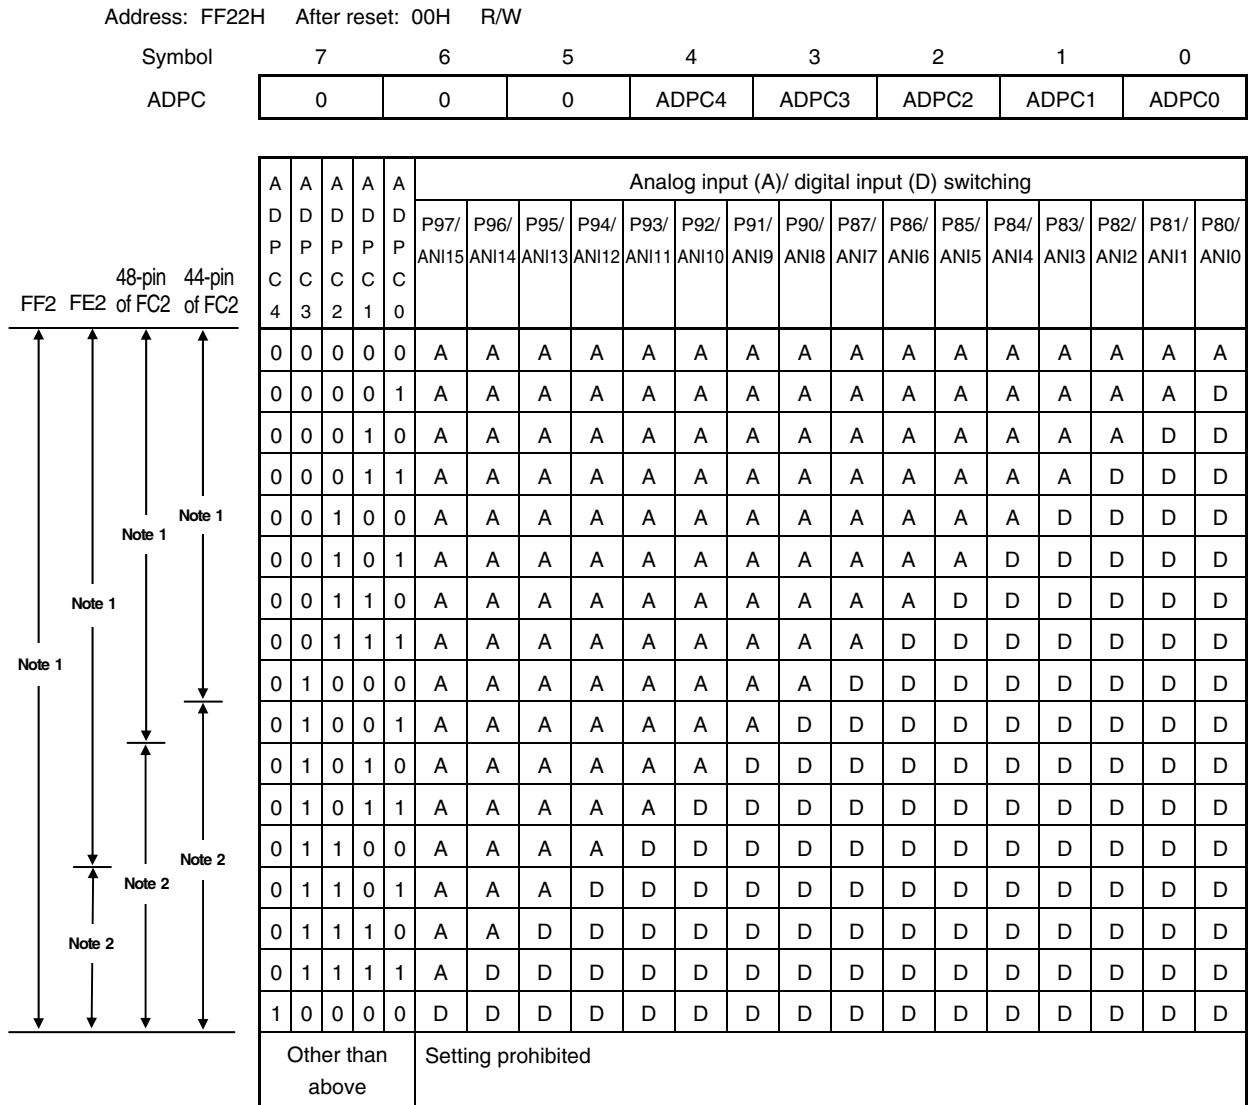 Address: FF22H After reset: 00H R/W
Symbol 7 6 5 4 3 2 1 0
ADPC 0 0 0 ADPC4 ADPC3 ADPC2 ADPC1 ADPC0
FF2 FE2 48-pin of FC2 44-pin of FC2
ADPC4 ADPC3 ADPC2 ADPC1 ADPC0 Analog input (A)/ digital input (D) switching
P97/ANI15 P96/ANI14 P95/ANI13 P94/ANI12 P93/ANI11 P92/ANI10 P91/ANI9 P90/ANI8 P87/ANI7 P86/ANI6 P85/ANI5 P84/ANI4 P83/ANI3 P82/ANI2 P81/ANI1 P80/ANI0
0 0 0 0 0 A A A A A A A A A A A A A A A A
0 0 0 0 1 A A A A A A A A A A A A A A A D
0 0 0 1 0 A A A A A A A A A A A A A A D D
0 0 0 1 1 A A A A A A A A A A A A A D D D
Note 1
0 0 1 0 0 A A A A A A A A A A A A D D D D
Note 1
0 0 1 0 1 A A A A A A A A A A A D D D D D
Note 1
0 0 1 1 0 A A A A A A A A A A D D D D D D
0 0 1 1 1 A A A A A A A A A D D D D D D D
Note 1
0 1 0 0 0 A A A A A A A A D D D D D D D D
0 1 0 0 1 A A A A A A A D D D D D D D D D
0 1 0 1 0 A A A A A A D D D D D D D D D D
0 1 0 1 1 A A A A A D D D D D D D D D D D
0 1 1 0 0 A A A A D D D D D D D D D D D D
Note 2
Note 2
0 1 1 0 1 A A A D D D D D D D D D D D D D
0 1 1 1 0 A A D D D D D D D D D D D D D D
Note 2
0 1 1 1 1 A D D D D D D D D D D D D D D D
1 0 0 0 0 D D D D D D D D D D D D D D D D
Other than above Setting prohibited